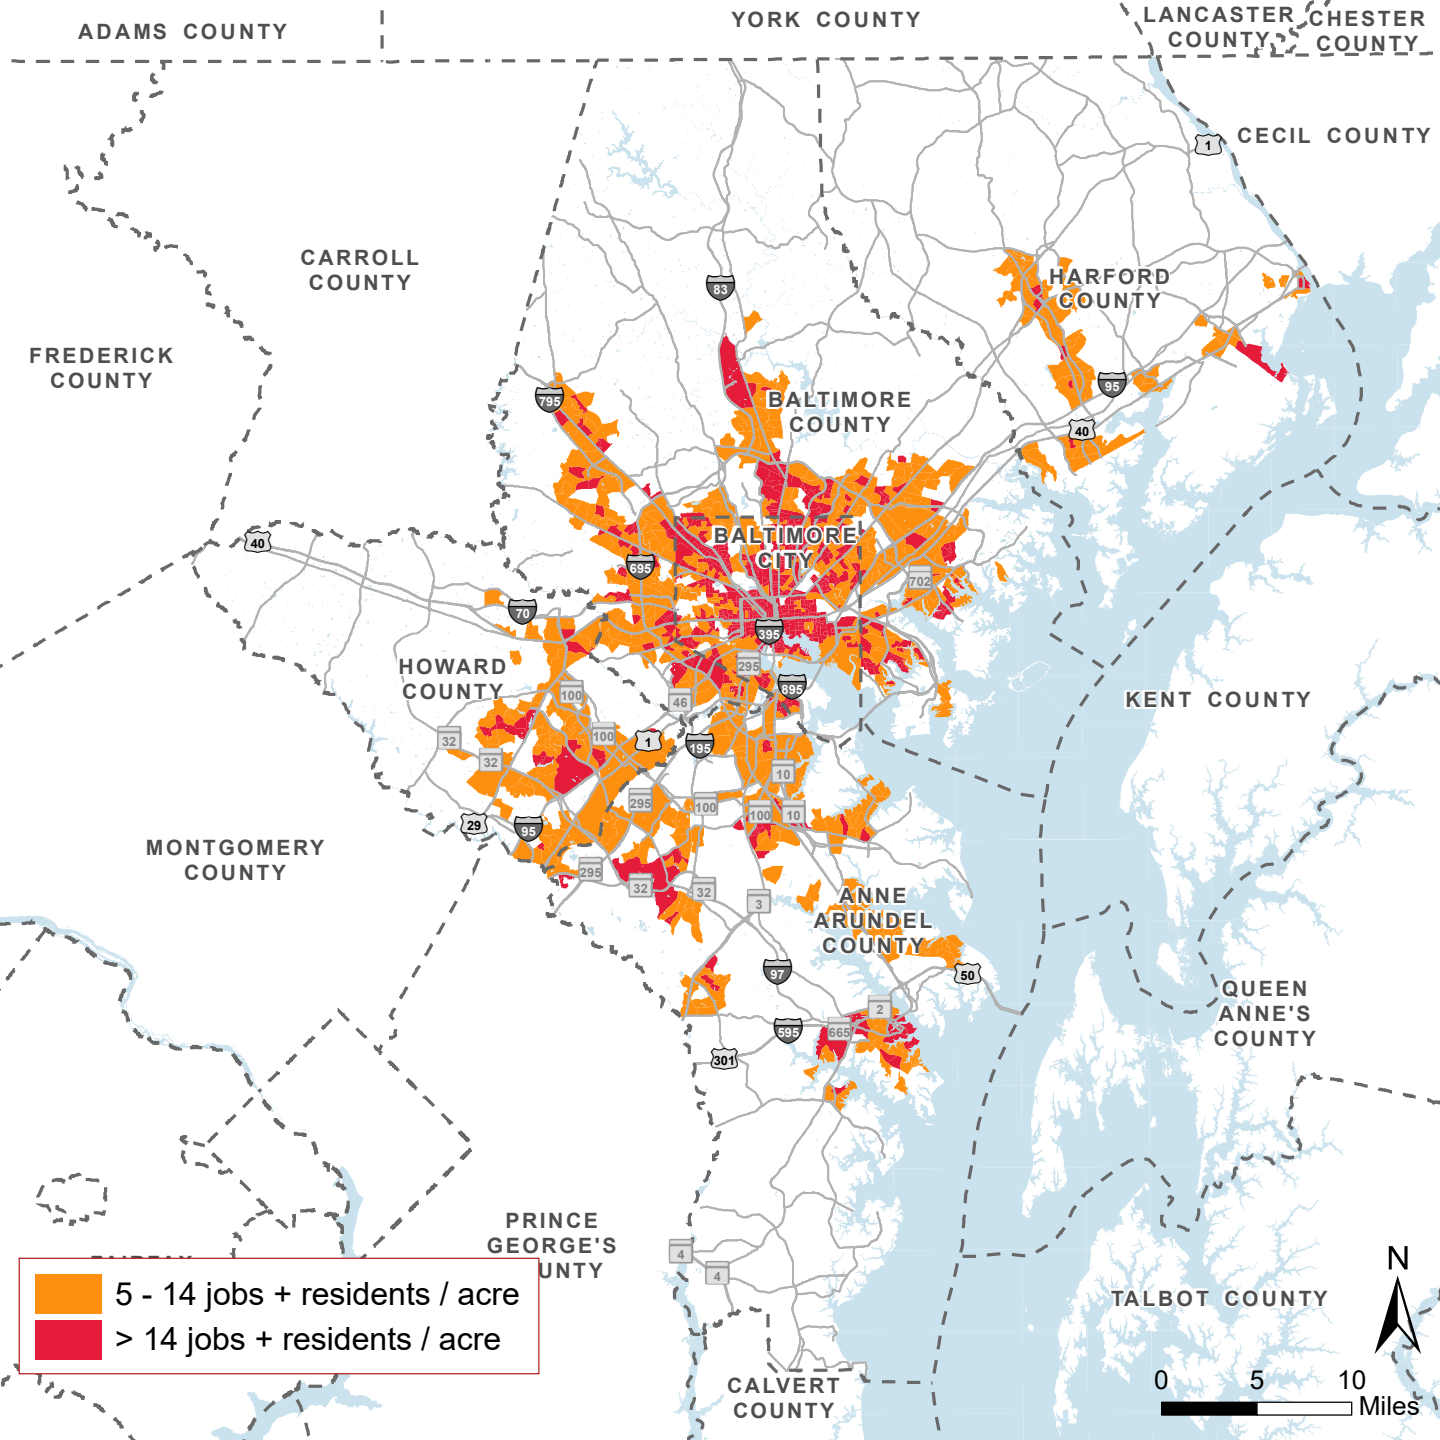 ADAMS COUNTY
YORK COUNTY
LANCASTER
COUNTY
CHESTER
COUNTY
CECIL COUNTY
1
CARROLL
COUNTY
83
HARFORD
COUNTY
FREDERICK
COUNTY
795
BALTIMORE
COUNTY
95
40
40
BALTIMORE
CITY
695
702
70
395
HOWARD
COUNTY
295
100
895
46
KENT COUNTY
32
100
1
195
32
10
295
100
100
10
29
95
MONTGOMERY
COUNTY
295
32
32
3
ANNE
ARUNDEL
COUNTY
97
50
QUEEN
ANNE'S
COUNTY
2
595
665
301
PRINCE
GEORGE'S
UNTY
4
4
5 - 14 jobs + residents / acre
> 14 jobs + residents / acre
TALBOT COUNTY
CALVERT
COUNTY
N
0 5 10
Miles